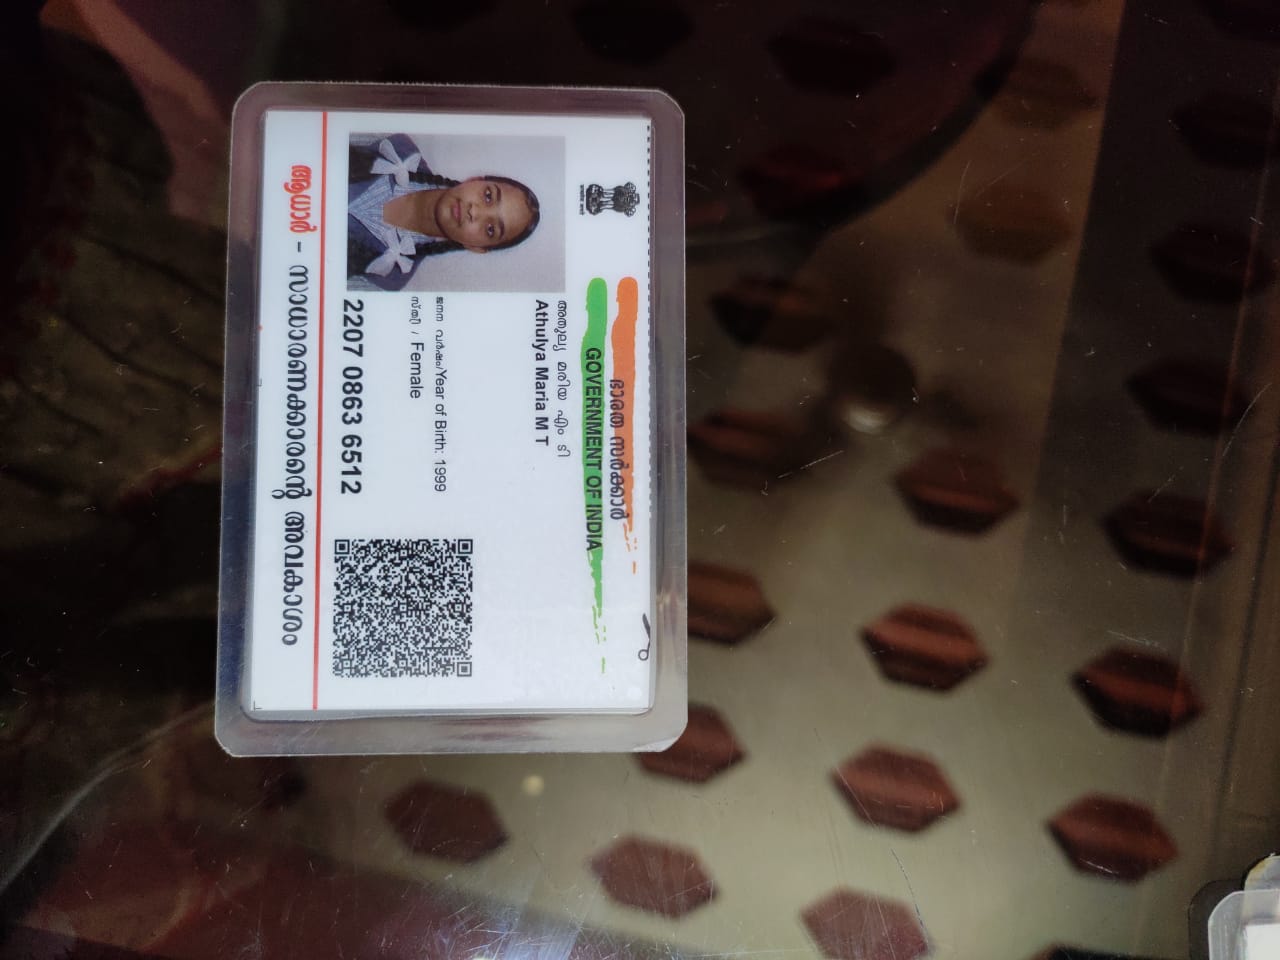 ഭാരത സർക്കാർ
GOVERNMENT OF INDIA
അതുല്യ മരിയ എം ടി
Athulya Maria M T
ജനന വർഷം/Year of Birth: 1999
സ്ത്രീ / Female
2207 0863 6512
ആധാർ - സാധാരണക്കാരന്റെ അവകാശം